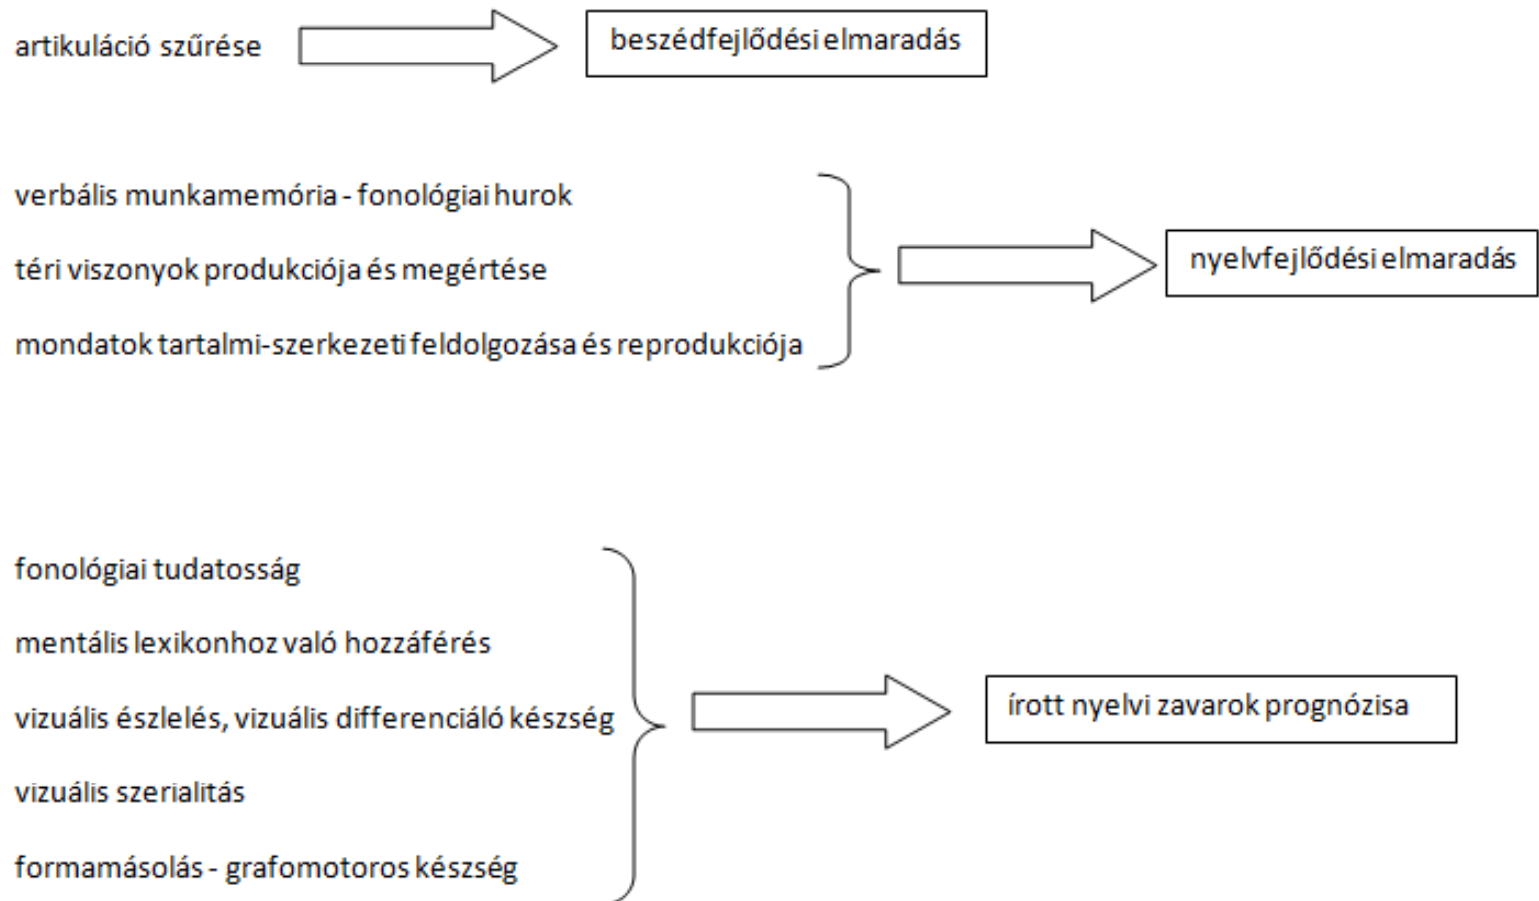 artikuláció szűrése
beszédfejlődési elmaradás
verbális munkamemória - fonológiai hurok
téri viszonyok produkciója és megértése
mondatok tartalmi-szerkezeti feldolgozása és reprodukciója
nyelvfejlődési elmaradás
fonológiai tudatosság
mentális lexikonhoz való hozzáférés
vizuális észlelés, vizuális differenciáló készség
vizuális szerialitás
formamásolás - grafomotoros készség
írott nyelvi zavarok prognózisa